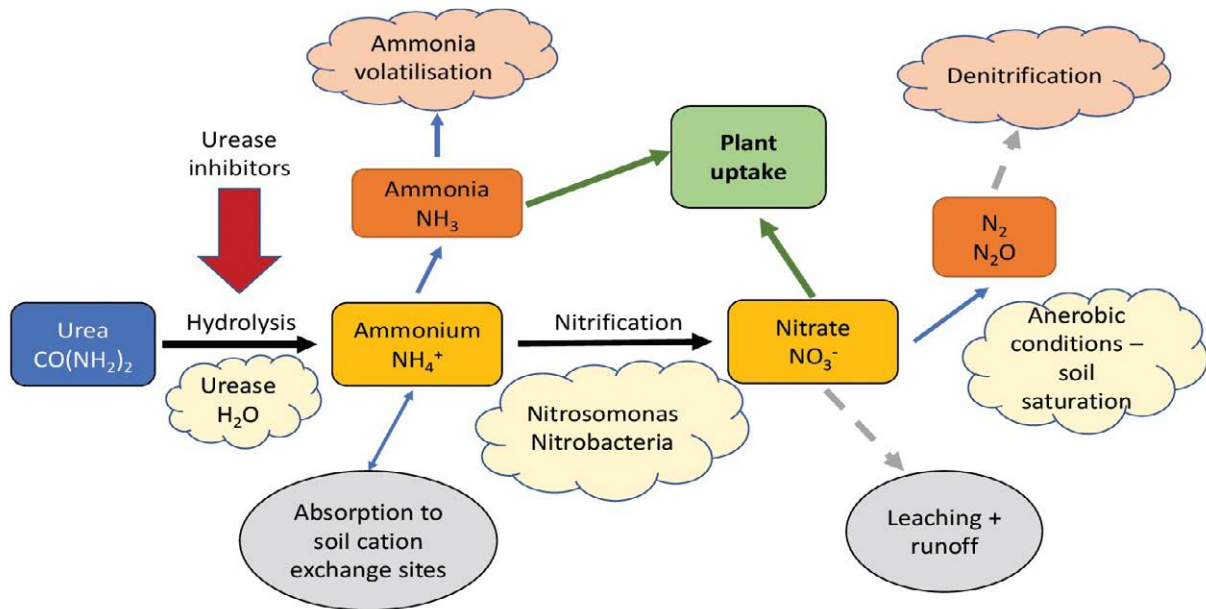 Ammonia
volatilisation
Denitrification
Urease
inhibitors
Plant
uptake
Ammonia
NH₃
N₂
N₂O
Urea
CO(NH₂)₂
Hydrolysis
Ammonium
NH₄⁺
Nitrification
Nitrate
NO₃⁻
Anerobic
conditions –
soil
saturation
Urease
H₂O
Nitrosomonas
Nitrobacteria
Absorption to
soil cation
exchange sites
Leaching +
runoff